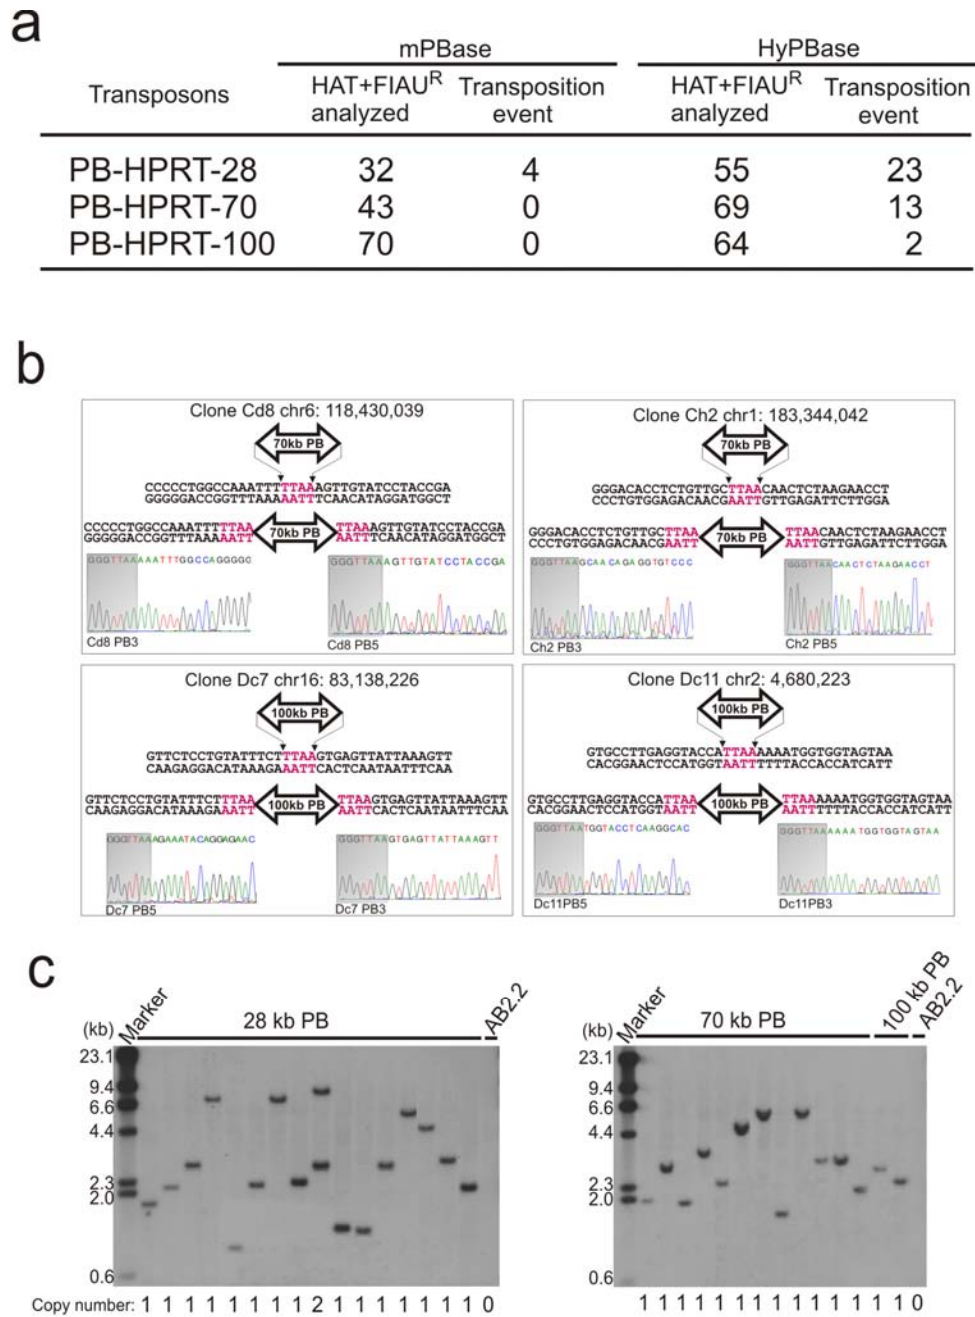 a
mPBase HyPBase
Transposons HAT+FIAU^R analyzed Transposition event HAT+FIAU^R analyzed Transposition event
PB-HPRT-28 32 4 55 23
PB-HPRT-70 43 0 69 13
PB-HPRT-100 70 0 64 2
b
Clone Cd8 chr6: 118,430,039
70kb PB
CCCCCTGGCCAAATTTTTAAAGTTGTATCCTACCGA
GGGGGACCGGTTTAAAAATTTCAACATAGGATGGCT
CCCCCTGGCCAAATTTTTAA 70kb PB TTAAAGTTGTATCCTACCGA
GGGGGACCGGTTTAAAAATT AATTTCAACATAGGATGGCT
GGGTTAAAAATTTGGCCAGGGGG GGGTTAAAGTTGTATCCTACCGA
Cd8 PB3 Cd8 PB5
Clone Ch2 chr1: 183,344,042
70kb PB
GGGACACCTCTGTTGCTTAACAACTCTAAGAACCT
CCCTGTGGAGACAACGAATTGTTGAGATTCTTGGA
GGGACACCTCTGTTGCTTAA 70kb PB TTAACAACTCTAAGAACCT
CCCTGTGGAGACAACGAATT AATTGTTGAGATTCTTGGA
GGGTTAAGCAACAGAGGTGTCCC GGGTTAACAACTCTAAGAACCT
Ch2 PB3 Ch2 PB5
Clone Dc7 chr16: 83,138,226
100kb PB
GTTCTCCTGTATTTCTTTAAGTGAGTTATTAAAGTT
CAAGAGGACATAAAGAAATTCACTCAATAATTTCAA
GTTCTCCTGTATTTCTTTAA 100kb PB TTAAGTGAGTTATTAAAGTT
CAAGAGGACATAAAGAAATT AATTCACTCAATAATTTCAA
GGGTTAAAGAAATACAGGAGAAC GGGTTAAGTGAGTTATTAAAGTT
Dc7 PB5 Dc7 PB3
Clone Dc11 chr2: 4,680,223
100kb PB
GTGCCTTGAGGTACCATTAAAAAATGGTGGTAGTAA
CACGGAACTCCATGGTAATTTTTTACCACCATCATT
GTGCCTTGAGGTACCATTAA 100kb PB TTAAAAAATGGTGGTAGTAA
CACGGAACTCCATGGTAATT AATTTTTTACCACCATCATT
GGGTTAATGGTACCTCAAGGCAC GGGTTAAAAAATGGTGGTAGTAA
Dc11PB5 Dc11PB3
c
(kb) Marker 28 kb PB AB2.2
23.1
9.4
6.6
4.4
2.3
2.0
0.6
Copy number: 1 1 1 1 1 1 1 1 2 1 1 1 1 1 1 1 0
(kb) Marker 70 kb PB 100 kb PB AB2.2
23.1
9.4
6.6
4.4
2.3
2.0
0.6
1 1 1 1 1 1 1 1 1 1 1 1 1 1 0